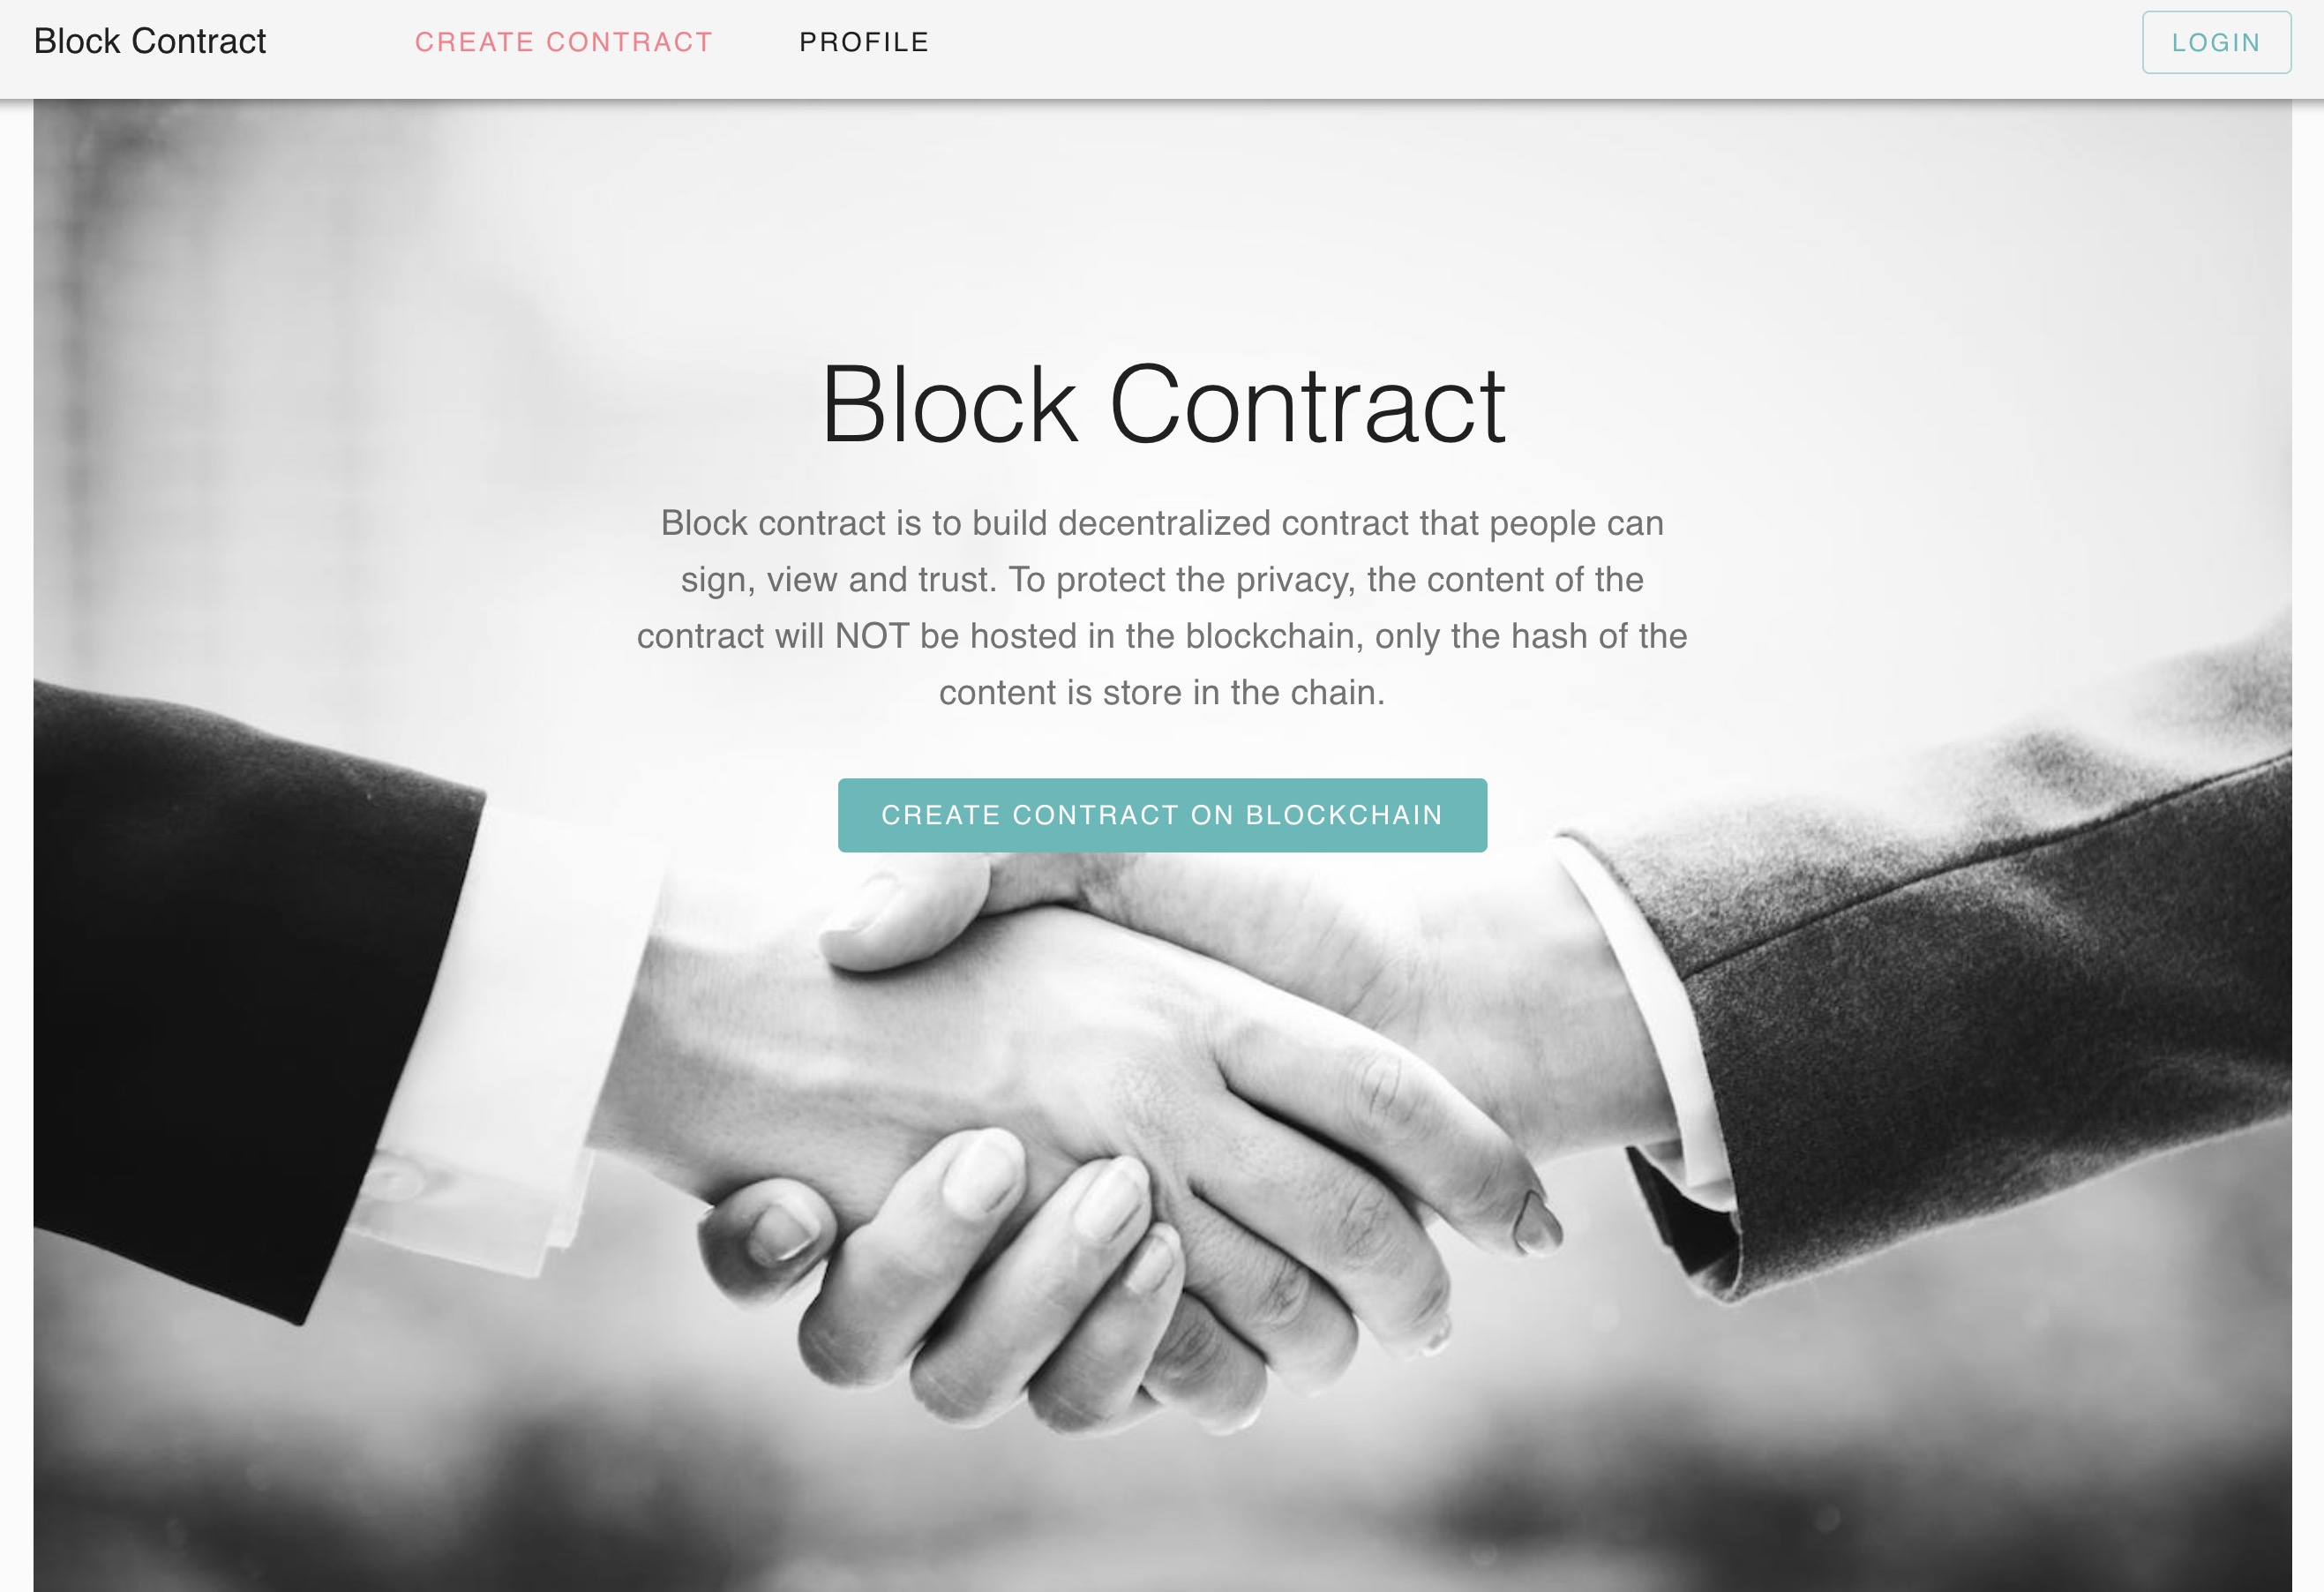 Block Contract
CREATE CONTRACT
PROFILE
LOGIN
Block Contract
Block contract is to build decentralized contract that people can
sign, view and trust. To protect the privacy, the content of the
contract will NOT be hosted in the blockchain, only the hash of the
content is store in the chain.
CREATE CONTRACT ON BLOCKCHAIN